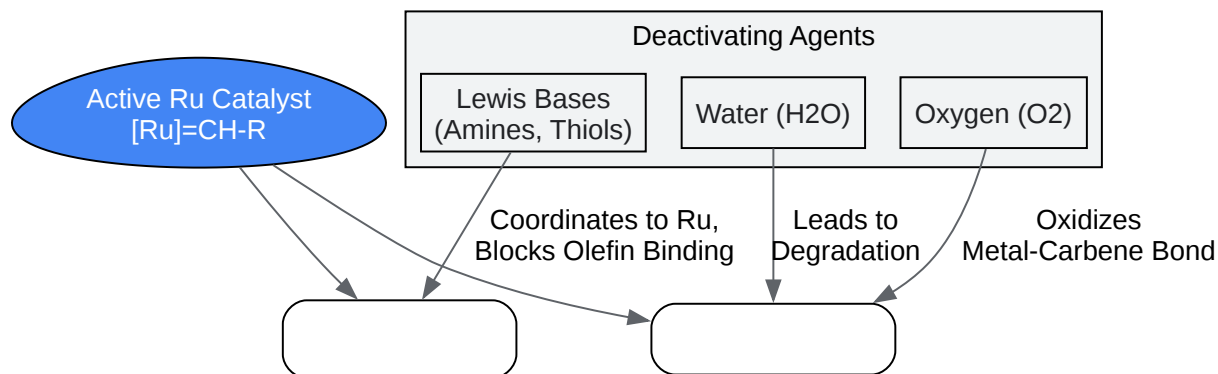 Deactivating Agents
Active Ru Catalyst
[Ru]=CH-R
Lewis Bases
(Amines, Thiols)
Water (H2O)
Oxygen (O2)
Coordinates to Ru,
Blocks Olefin Binding
Leads to
Degradation
Oxidizes
Metal-Carbene Bond